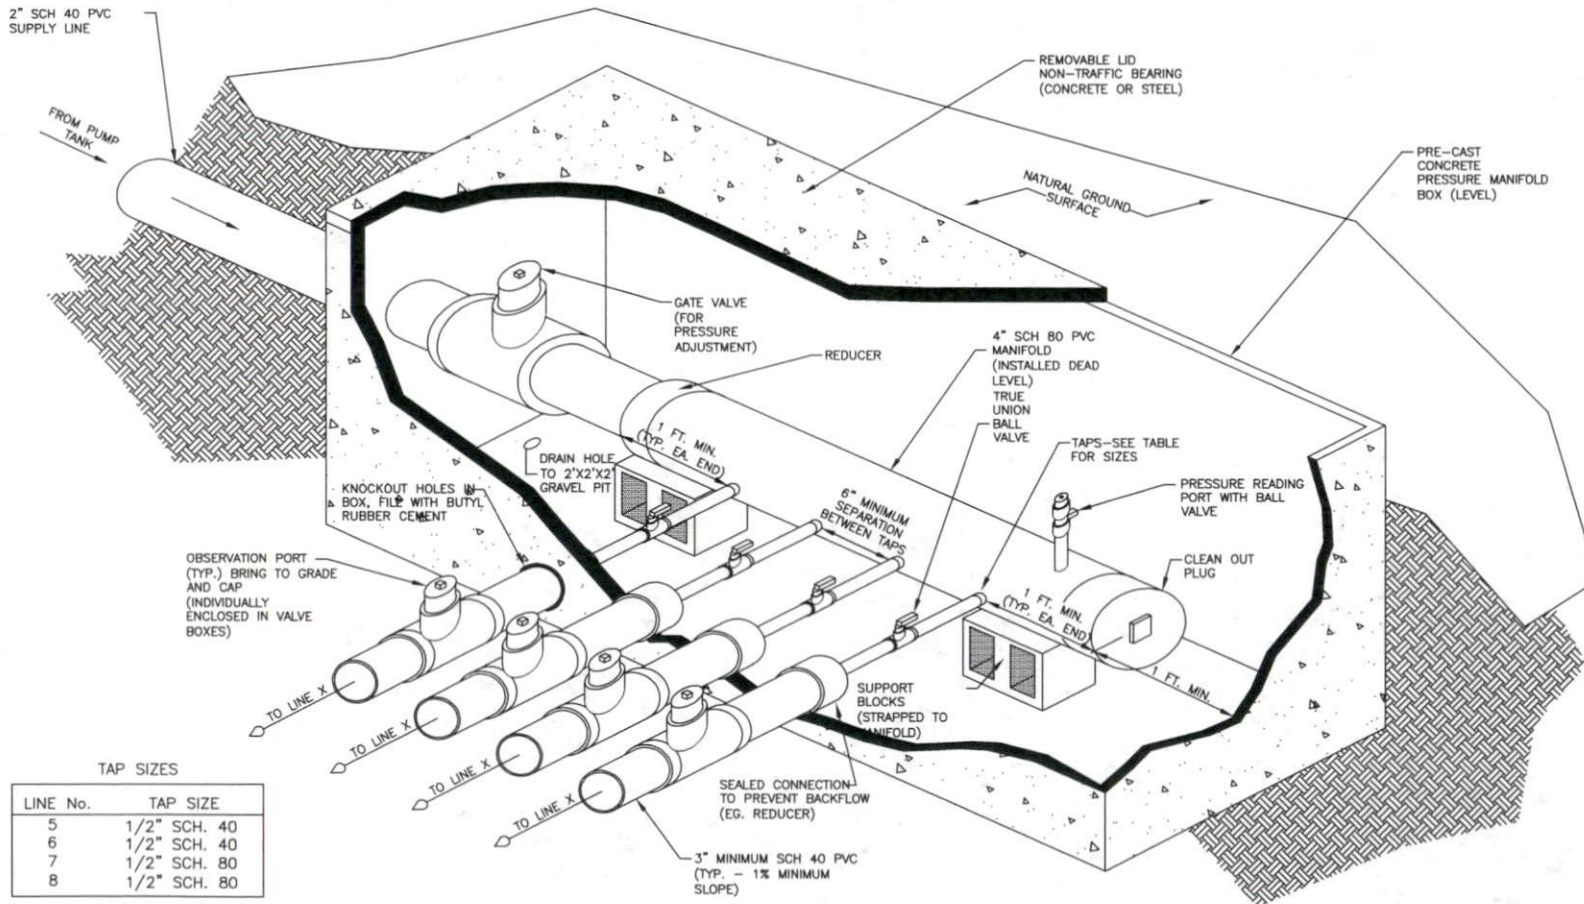 2" SCH 40 PVC
SUPPLY LINE
FROM PUMP
TANK
REMOVABLE LID
NON-TRAFFIC BEARING
(CONCRETE OR STEEL)
PRE-CAST
CONCRETE
PRESSURE MANIFOLD
BOX (LEVEL)
NATURAL GROUND
SURFACE
GATE VALVE
(FOR
PRESSURE
ADJUSTMENT)
REDUCER
4" SCH 80 PVC
MANIFOLD
(INSTALLED DEAD
LEVEL)
TRUE
UNION
BALL
VALVE
TAPS-SEE TABLE
FOR SIZES
PRESSURE READING
PORT WITH BALL
VALVE
CLEAN OUT
PLUG
1 FT. MIN.
(TYP. EA. END)
DRAIN HOLE
TO 2'X2'X2'
GRAVEL PIT
KNOCKOUT HOLES IN
BOX, FILL WITH BUTYL
RUBBER CEMENT
6" MINIMUM
SEPARATION
BETWEEN TAPS
OBSERVATION PORT
(TYP.) BRING TO GRADE
AND CAP
(INDIVIDUALLY
ENCLOSED IN VALVE
BOXES)
1 FT. MIN.
(TYP. EA. END)
1 FT. MIN.
SUPPORT
BLOCKS
(STRAPPED TO
MANIFOLD)
TO LINE X
TO LINE X
TO LINE X
TO LINE X
SEALED CONNECTION
TO PREVENT BACKFLOW
(EG. REDUCER)
3" MINIMUM SCH 40 PVC
(TYP. - 1% MINIMUM
SLOPE)
TAP SIZES
LINE No. TAP SIZE
5 1/2" SCH. 40
6 1/2" SCH. 40
7 1/2" SCH. 80
8 1/2" SCH. 80